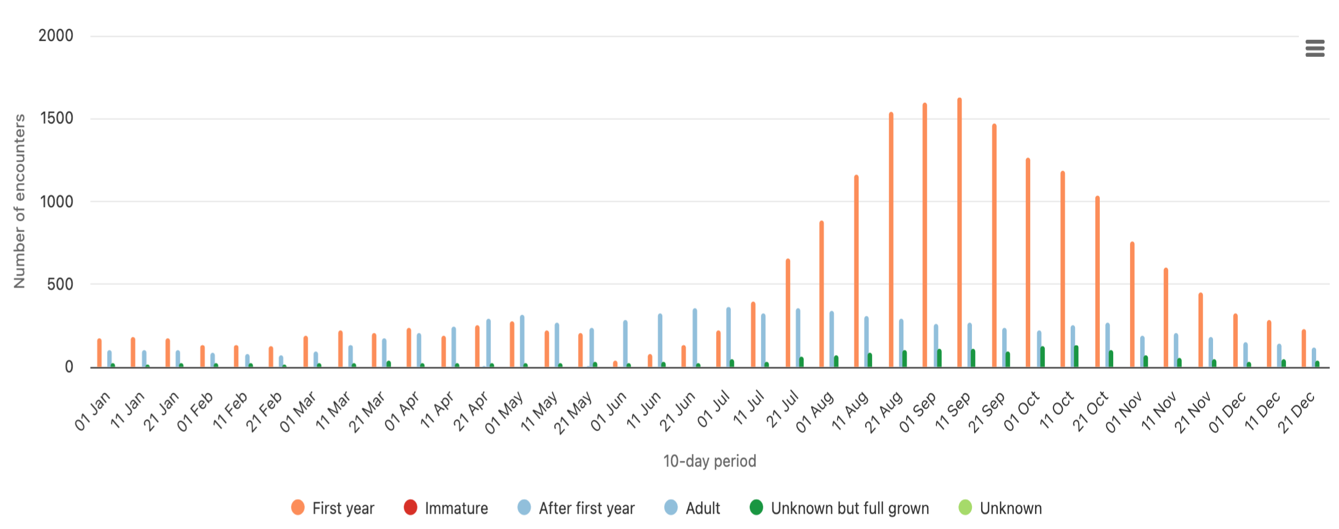 2000
1500
1000
500
0
Number of encounters
01 Jan
11 Jan
21 Jan
01 Feb
11 Feb
21 Feb
01 Mar
11 Mar
21 Mar
01 Apr
11 Apr
21 Apr
01 May
11 May
21 May
01 Jun
11 Jun
21 Jun
01 Jul
11 Jul
21 Jul
01 Aug
11 Aug
21 Aug
01 Sep
11 Sep
21 Sep
01 Oct
11 Oct
21 Oct
01 Nov
11 Nov
21 Nov
01 Dec
11 Dec
21 Dec
10-day period
First year Immature After first year Adult Unknown but full grown Unknown